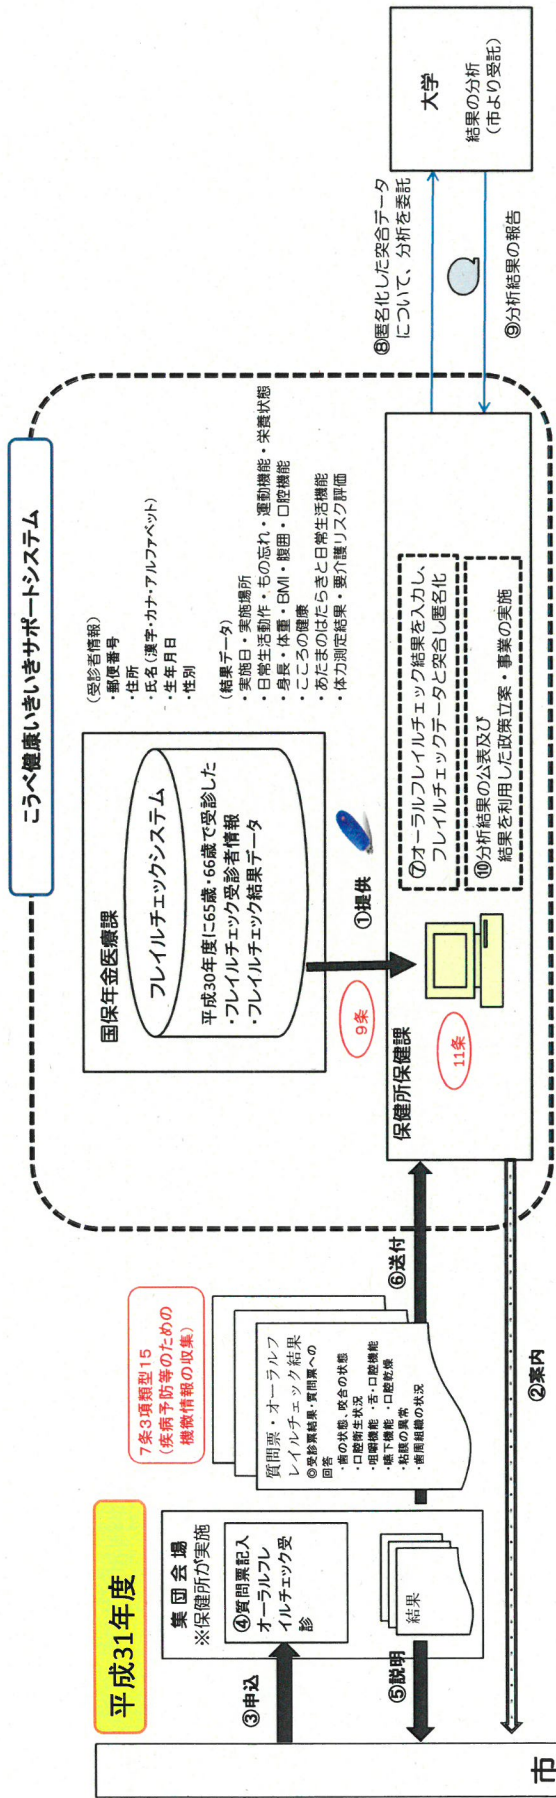 平成31年度
市
③申込
⑤説明
②案内
集団会場
※保健所が実施
④質問票記入
オーラルフレ
イルチェック受
診
結果
7条3項類型15
(疾病予防等のための
機微情報の収集)
質問票・オーラルフ
レイルチェック結果
◎受診票結果・質問票への
回答
・歯の状態、咬合の状態
・口腔衛生状況
・咀嚼機能・舌・口腔機能
・嚥下機能・口腔乾燥
・粘膜の異常
・歯周組織の状況
⑥送付
こうべ健康いきいきサポートシステム
国保年金医療課
フレイルチェックシステム
平成30年度に65歳・66歳で受診した
・フレイルチェック受診者情報
・フレイルチェック結果データ
(受診者情報)
・郵便番号
・住所
・氏名(漢字・カナ・アルファベット)
・生年月日
・性別
(結果データ)
・実施日・実施場所
・日常生活動作・もの忘れ・運動機能・栄養状態
・身長・体重・BMI・腹囲・口腔機能
・こころの健康
・あたまのはたらきと日常生活機能
・体力測定結果・要介護リスク評価
9条
①提供
保健所保健課
11条
⑦オーラルフレイルチェック結果を入力し、
フレイルチェックデータと突合し匿名化
⑩分析結果の公表及び
結果を利用した政策立案・事業の実施
⑧匿名化した突合データ
について、分析を委託
⑨分析結果の報告
大学
結果の分析
(市より受託)